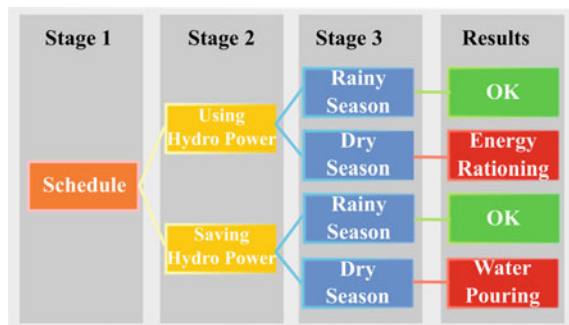 Stage 1
Stage 2
Stage 3
Results
Schedule
Using
Hydro Power
Saving
Hydro Power
Rainy
Season
Dry
Season
Rainy
Season
Dry
Season
OK
Energy
Rationing
OK
Water
Pouring